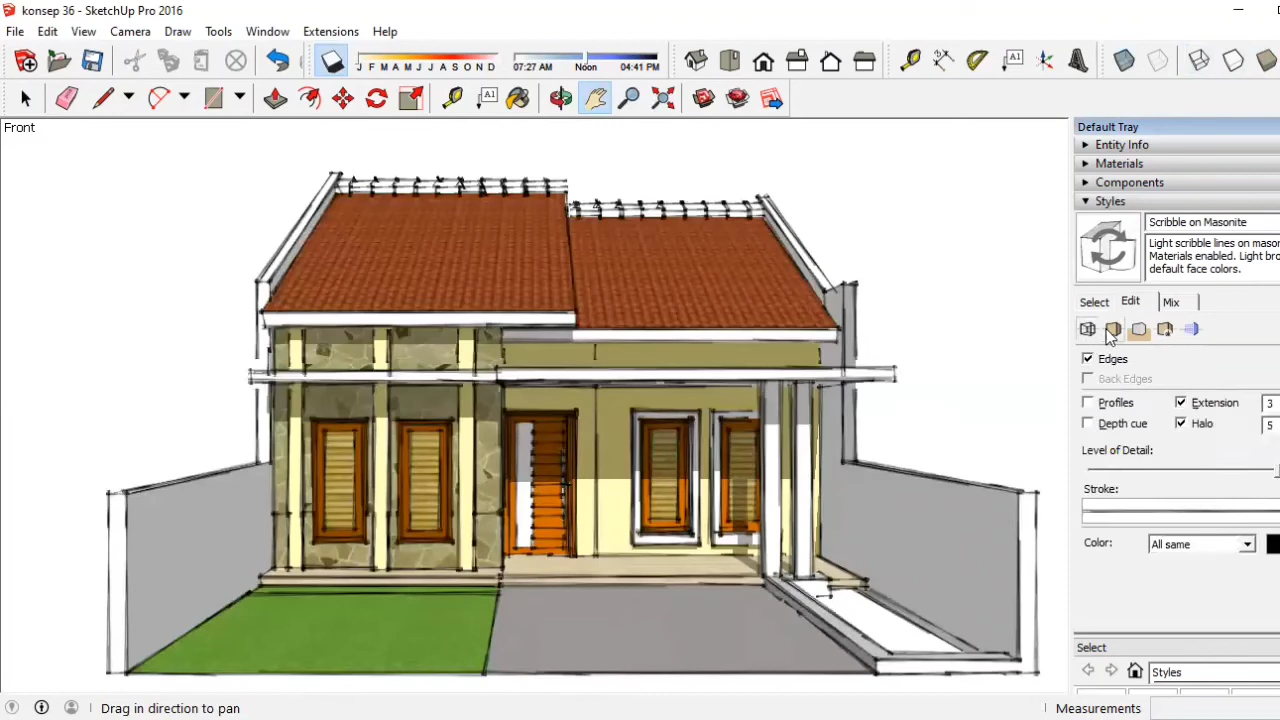 konsep 36 - SketchUp Pro 2016
File Edit View Camera Draw Tools Window Extensions Help
J F M A M J J A S O N D
07:27 AM Noon 04:41 PM
A1
A1
Front
Default Tray
Entity Info
Materials
Components
Styles
Scribble on Masonite
Light scribble lines on mason
Materials enabled. Light bro
default face colors.
Select Edit Mix
Edges
Back Edges
Profiles Extension 3
Depth cue Halo 5
Level of Detail:
Stroke:
Color: All same
Select
Styles
Drag in direction to pan
Measurements